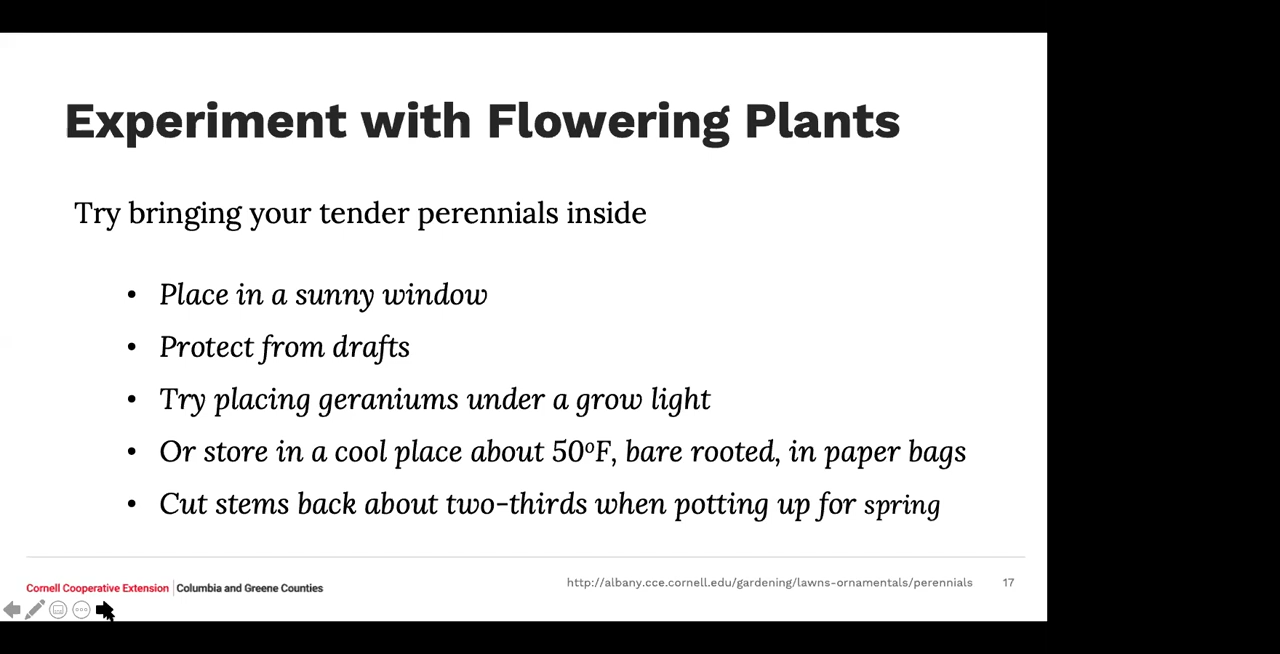 Experiment with Flowering Plants
Try bringing your tender perennials inside
• Place in a sunny window
• Protect from drafts
• Try placing geraniums under a grow light
• Or store in a cool place about 50ºF, bare rooted, in paper bags
• Cut stems back about two-thirds when potting up for spring
Cornell Cooperative Extension | Columbia and Greene Counties
http://albany.cce.cornell.edu/gardening/lawns-ornamentals/perennials 17